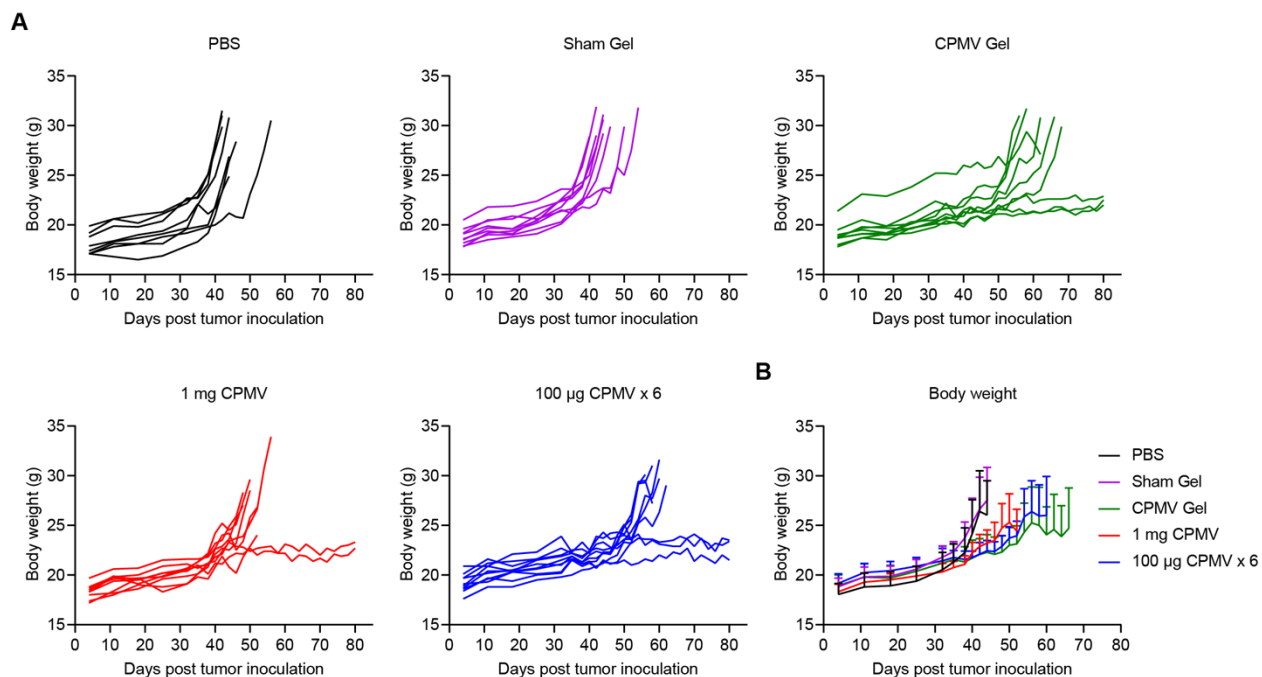 A
PBS
Sham Gel
CPMV Gel
Body weight (g)
35
30
25
20
15
0 10 20 30 40 50 60 70 80
Days post tumor inoculation
Body weight (g)
35
30
25
20
15
0 10 20 30 40 50 60 70 80
Days post tumor inoculation
Body weight (g)
35
30
25
20
15
0 10 20 30 40 50 60 70 80
Days post tumor inoculation
B
1 mg CPMV
100 µg CPMV x 6
Body weight
Body weight (g)
35
30
25
20
15
0 10 20 30 40 50 60 70 80
Days post tumor inoculation
Body weight (g)
35
30
25
20
15
0 10 20 30 40 50 60 70 80
Days post tumor inoculation
Body weight (g)
35
30
25
20
15
0 10 20 30 40 50 60 70 80
Days post tumor inoculation
PBS
Sham Gel
CPMV Gel
1 mg CPMV
100 µg CPMV x 6